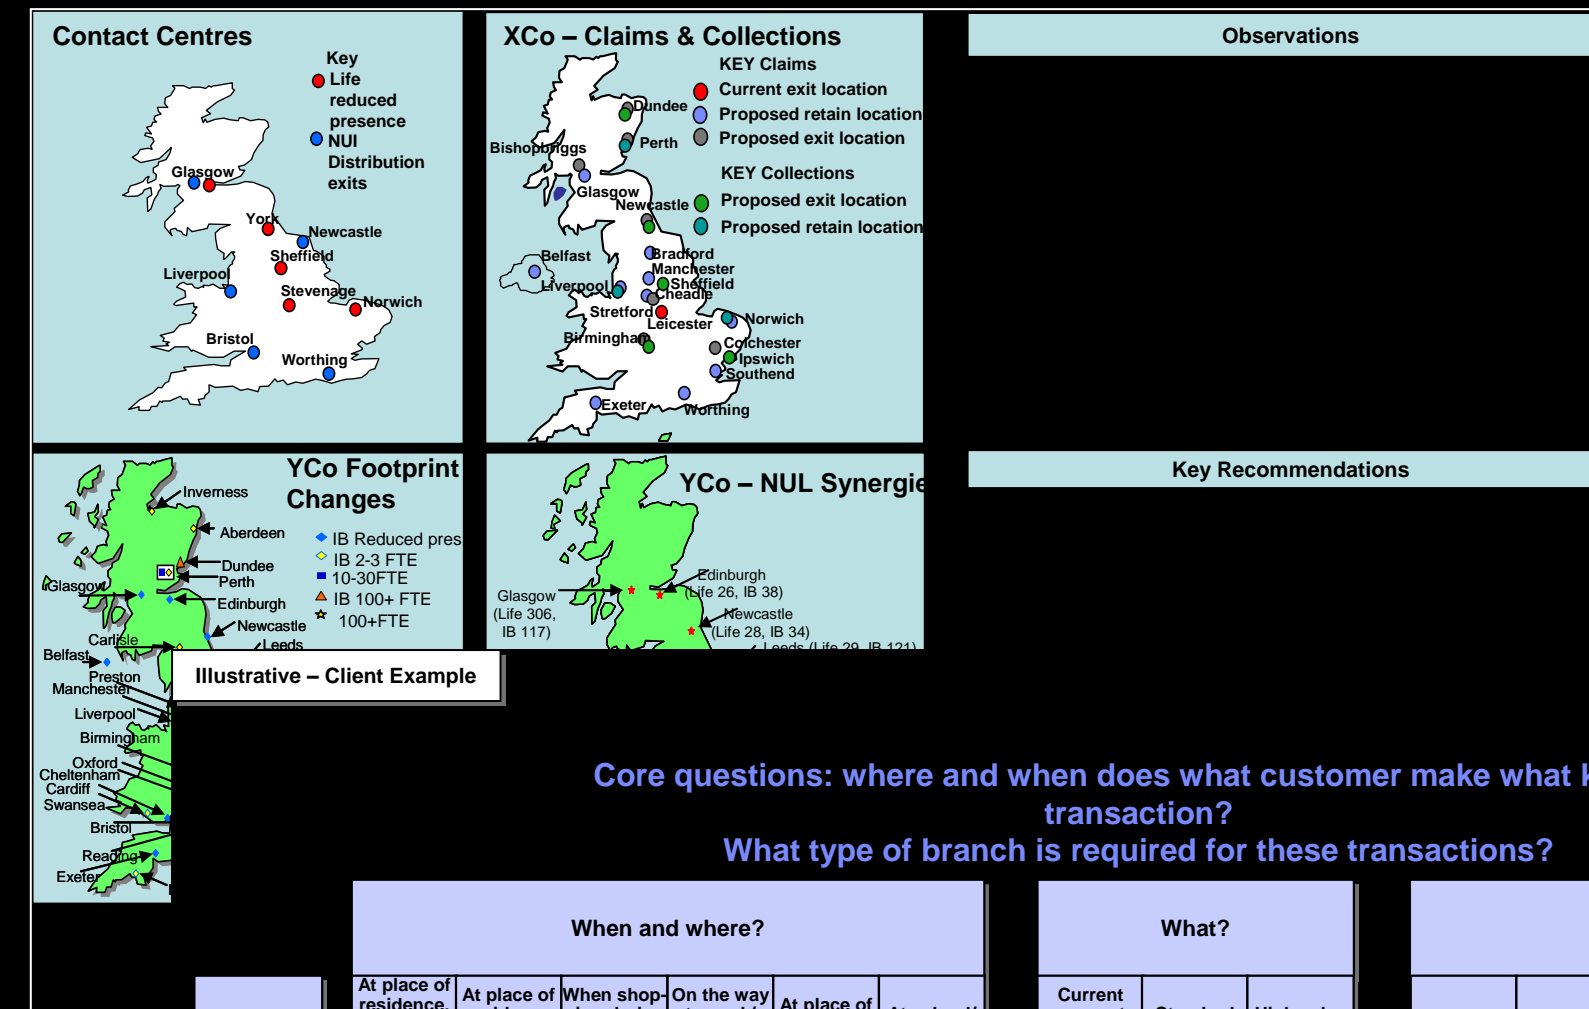 Contact Centres
Key
Life
reduced
presence
NUI
Distribution
exits
Glasgow
York
Newcastle
Sheffield
Liverpool
Stevenage
Norwich
Bristol
Worthing
XCo – Claims & Collections
KEY Claims
Current exit location
Proposed retain location
Proposed exit location
KEY Collections
Proposed exit location
Proposed retain location
Dundee
Perth
Bishopbriggs
Glasgow
Newcastle
Belfast
Bradford
Manchester
Liverpool
Sheffield
Cheadle
Stretford
Leicester
Norwich
Birmingham
Colchester
Ipswich
Southend
Exeter
Worthing
Observations
YCo Footprint
Changes
IB Reduced pres
IB 2-3 FTE
10-30FTE
IB 100+ FTE
100+FTE
Inverness
Aberdeen
Dundee
Perth
Glasgow
Edinburgh
Newcastle
Carlisle
Leeds
Belfast
Preston
Manchester
Liverpool
Birmingham
Oxford
Cheltenham
Cardiff
Swansea
Bristol
Reading
Exeter
YCo – NUL Synergie
Edinburgh
(Life 26, IB 38)
Glasgow
(Life 306,
IB 117)
Newcastle
(Life 28, IB 34)
Leeds (Life 29, IB 121)
Key Recommendations
Illustrative – Client Example
Core questions: where and when does what customer make what
transaction?
What type of branch is required for these transactions?
When and where?
What?
At place of
residence,
At place of
When shop-
On the way
At place of
Current